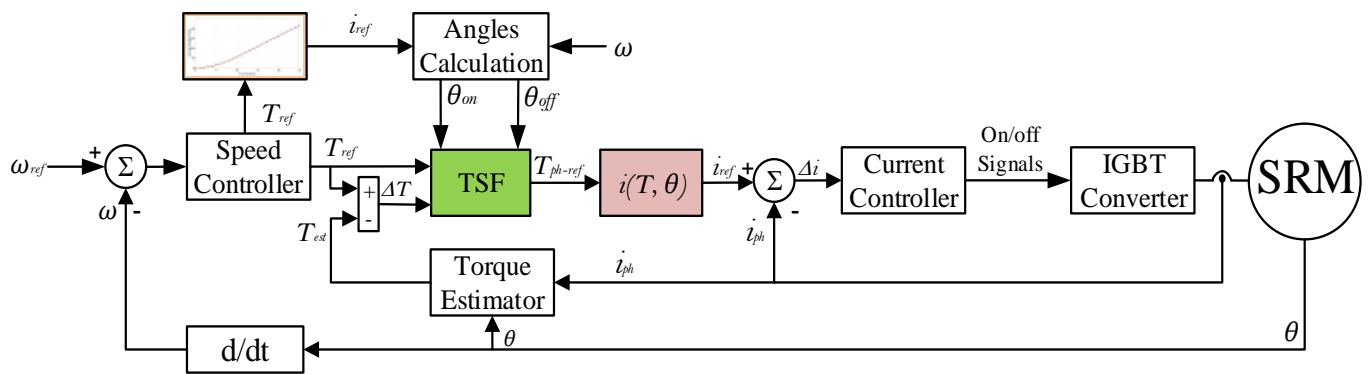 i_ref
Angles
Calculation
ω
θ_on
θ_off
T_ref
ω_ref
+
Σ
-
ω
Speed
Controller
T_ref
+
-
ΔT
T_est
TSF
T_ph-ref
i(T, θ)
i_ref
+
Σ
-
Δi
i_ph
Current
Controller
On/off
Signals
IGBT
Converter
SRM
Torque
Estimator
i_ph
θ
θ
d/dt